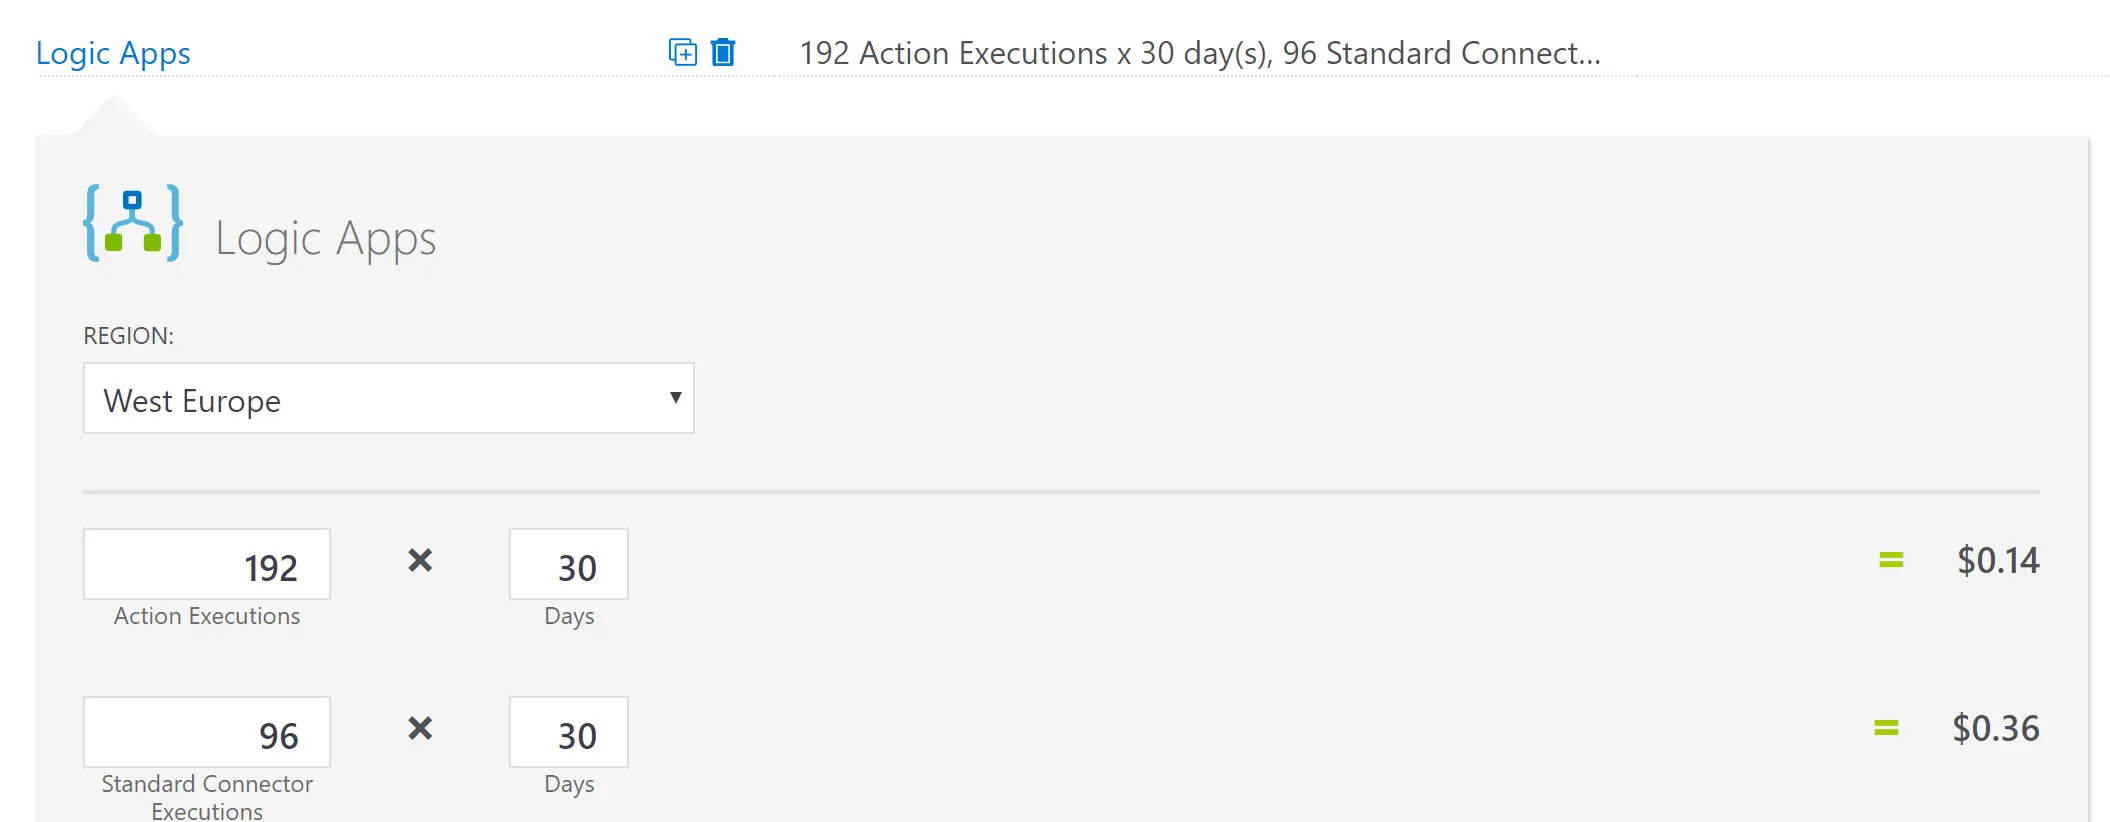 Logic Apps
192 Action Executions x 30 day(s), 96 Standard Connect...
Logic Apps
REGION:
West Europe
192 × 30 = $0.14
Action Executions Days
96 × 30 = $0.36
Standard Connector Days
Executions